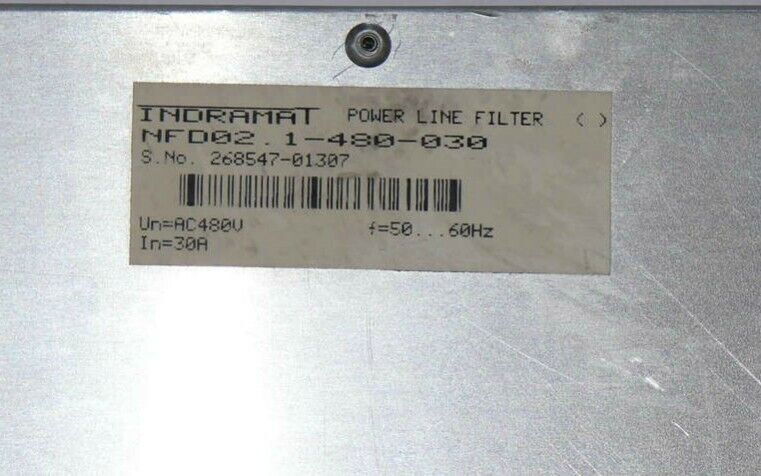 INDRAMAT POWER LINE FILTER ( )
NFD02.1-480-030
S.No. 268547-01307
Un=AC480V f=50...60Hz
In=30A